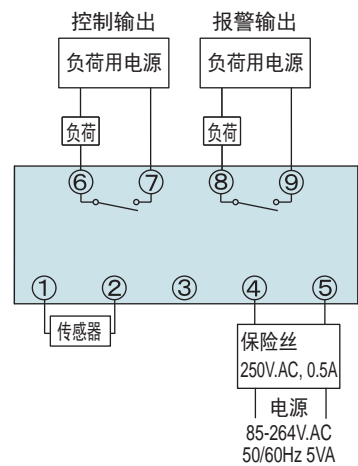 控制输出 报警输出
负荷用电源 负荷用电源
负荷 负荷
⑥ ⑦ ⑧ ⑨
① ② ③ ④ ⑤
传感器
保险丝
250V.AC, 0.5A
电源
85-264V.AC
50/60Hz 5VA